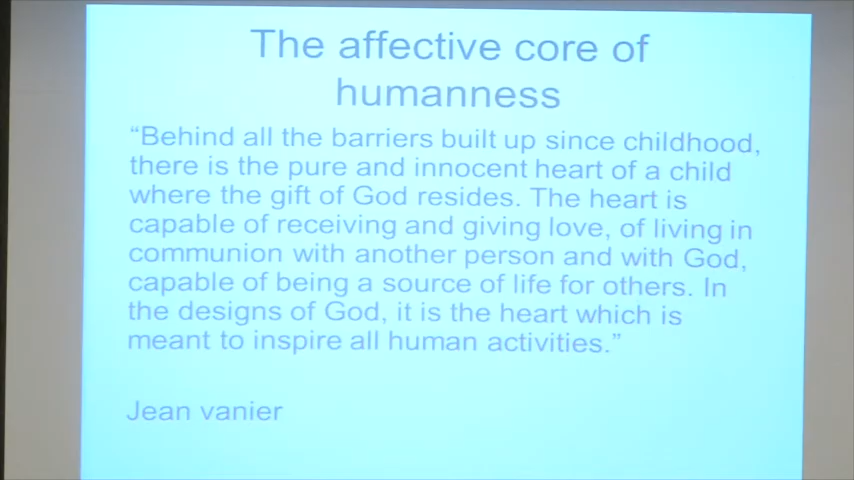 The affective core of
humanness
“Behind all the barriers built up since childhood,
there is the pure and innocent heart of a child
where the gift of God resides. The heart is
capable of receiving and giving love, of living in
communion with another person and with God,
capable of being a source of life for others. In
the designs of God, it is the heart which is
meant to inspire all human activities.”
Jean vanier